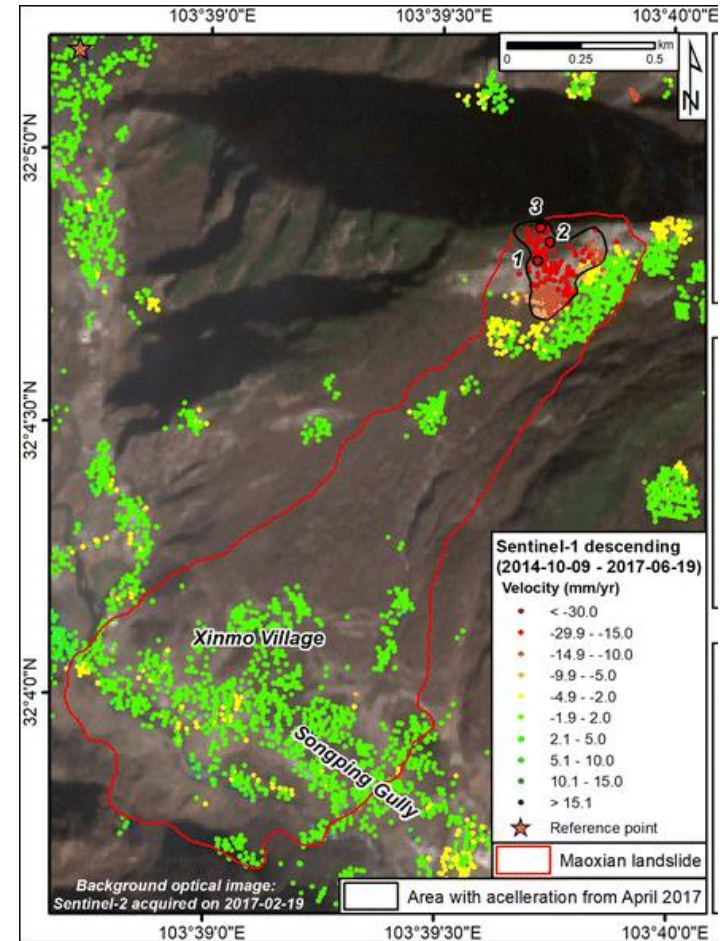 103°39'0"E
103°39'30"E
103°40'0"E
0
0.25
0.5
km
N
32°5'0"N
3
2
1
32°4'30"N
Sentinel-1 descending
(2014-10-09 - 2017-06-19)
Velocity (mm/yr)
< -30.0
-29.9 - -15.0
-14.9 - -10.0
-9.9 - -5.0
-4.9 - -2.0
-1.9 - 2.0
2.1 - 5.0
5.1 - 10.0
10.1 - 15.0
> 15.1
Reference point
Xinmo Village
32°4'0"N
Songping Gully
Maoxian landslide
Background optical image:
Sentinel-2 acquired on 2017-02-19
Area with acelleration from April 2017
103°39'0"E
103°39'30"E
103°40'0"E